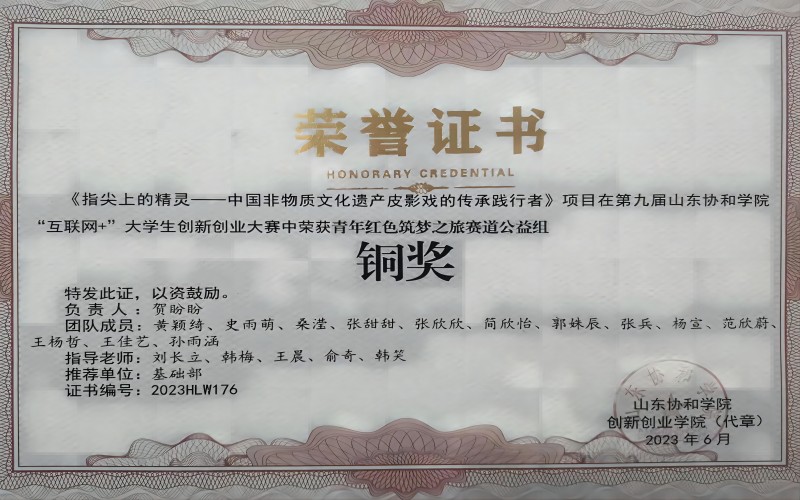 荣誉证书
HONORARY CREDENTIAL
《指尖上的精灵——中国非物质文化遗产皮影戏的传承践行者》项目在第九届山东协和学院
“互联网+”大学生创新创业大赛中荣获青年红色筑梦之旅赛道公益组
铜奖
特发此证，以资鼓励。
负责人：贺盼盼
团队成员：黄颖绮、史雨萌、桑滢、张甜甜、张欣欣、简欣怡、郭姝辰、张兵、杨宣、范欣蔚、
王杨哲、王佳艺、孙雨涵
指导老师：刘长立、韩梅、王晨、俞奇、韩笑
推荐单位：基础部
证书编号：2023HLW176
山东协和学院
创新创业学院（代章）
2023 年 6 月